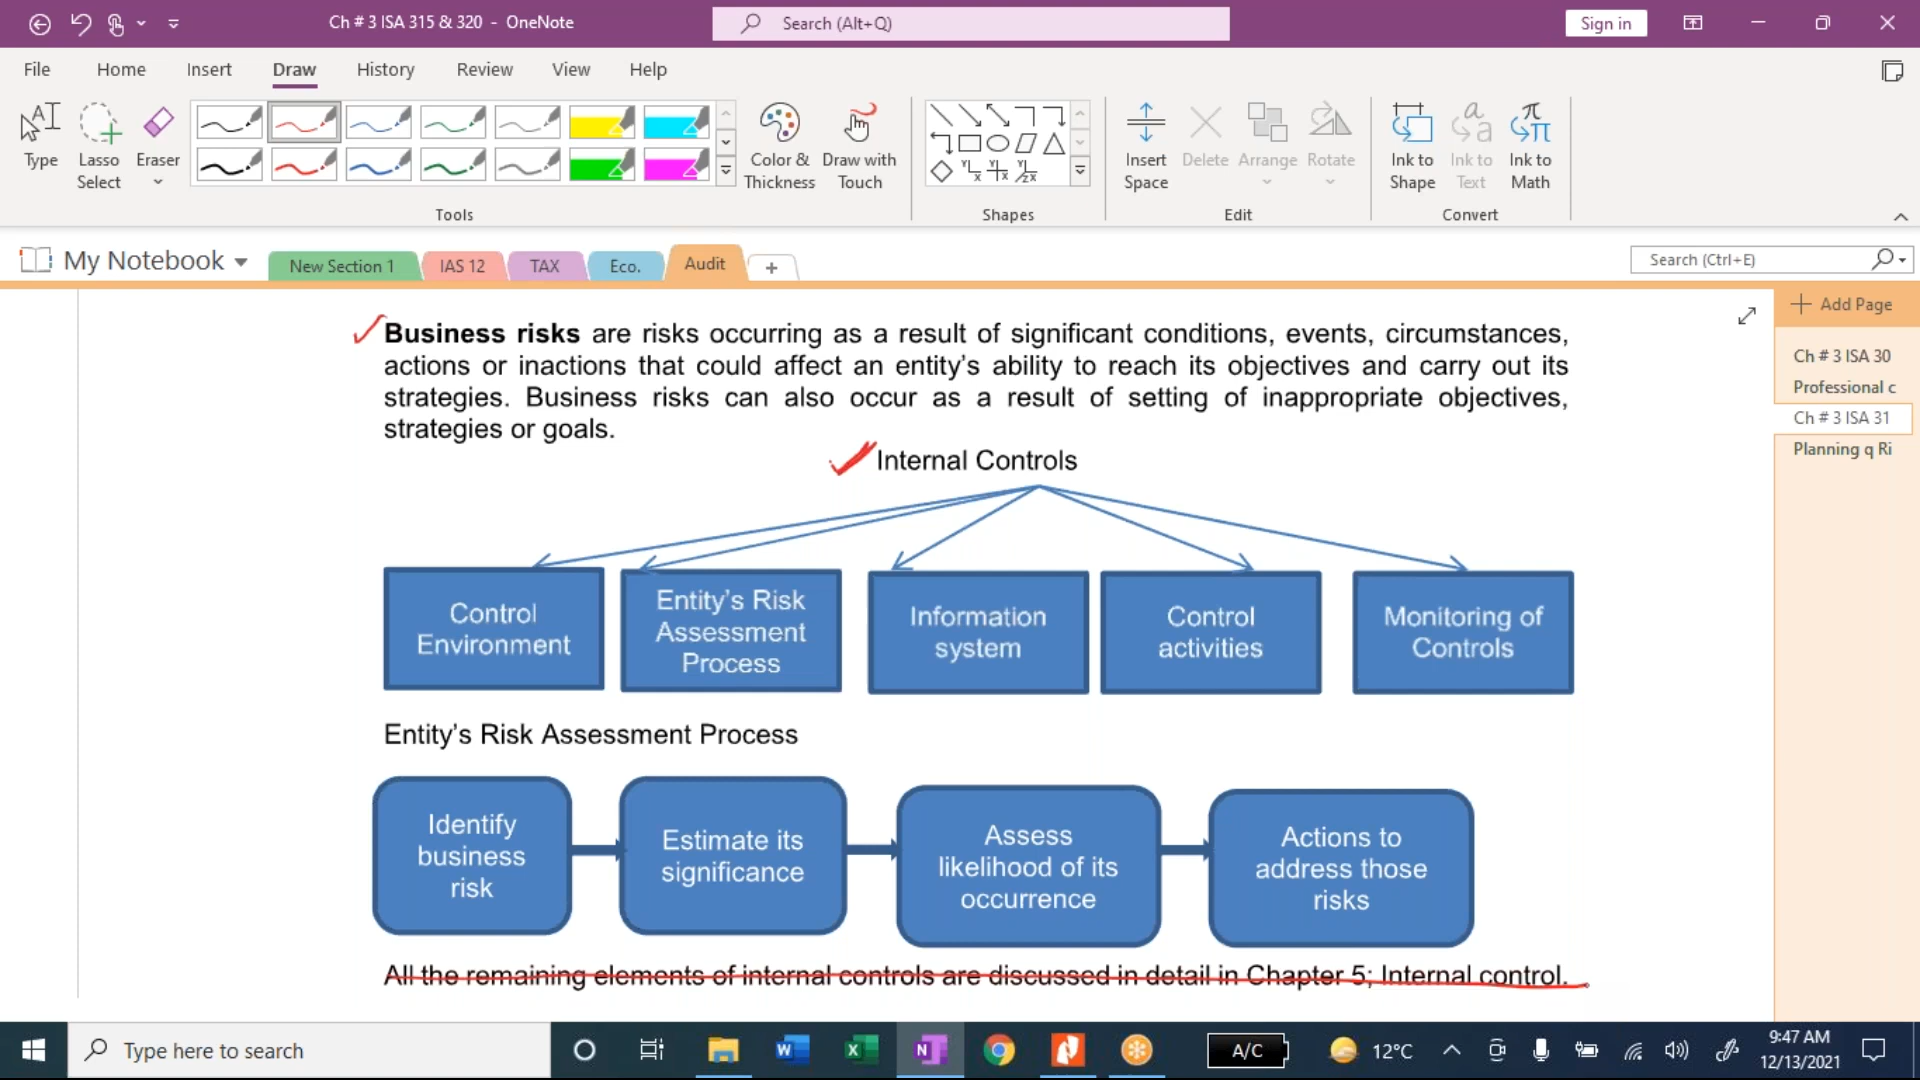 Ch # 3 ISA 315 & 320 - OneNote
Search (Alt+Q)
Sign in
File Home Insert Draw History Review View Help
Type
Lasso Select
Eraser
Color & Thickness
Draw with Touch
Insert Space
Delete
Arrange
Rotate
Ink to Shape
Ink to Text
Ink to Math
Tools
Shapes
Edit
Convert
My Notebook
New Section 1
IAS 12
TAX
Eco.
Audit
Search (Ctrl+E)
Add Page
Ch # 3 ISA 30
Professional c
Ch # 3 ISA 31
Planning q Ri
Business risks are risks occurring as a result of significant conditions, events, circumstances,
actions or inactions that could affect an entity's ability to reach its objectives and carry out its
strategies. Business risks can also occur as a result of setting of inappropriate objectives,
strategies or goals.
Internal Controls
Control
Environment
Entity's Risk
Assessment
Process
Information
system
Control
activities
Monitoring of
Controls
Entity's Risk Assessment Process
Identify
business
risk
Estimate its
significance
Assess
likelihood of its
occurrence
Actions to
address those
risks
All the remaining elements of internal controls are discussed in detail in Chapter 5; Internal control.
Type here to search
A/C
12°C
9:47 AM
12/13/2021